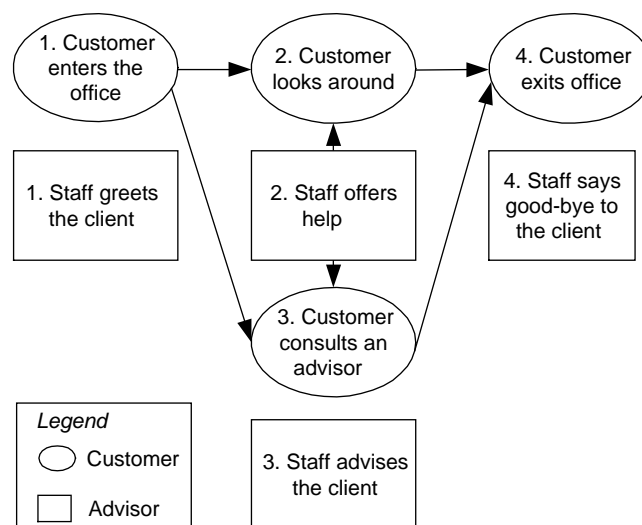 1. Customer
enters the
office
2. Customer
looks around
4. Customer
exits office
1. Staff greets
the client
2. Staff offers
help
4. Staff says
good-bye to
the client
3. Customer
consults an
advisor
Legend
Customer
Advisor
3. Staff advises
the client